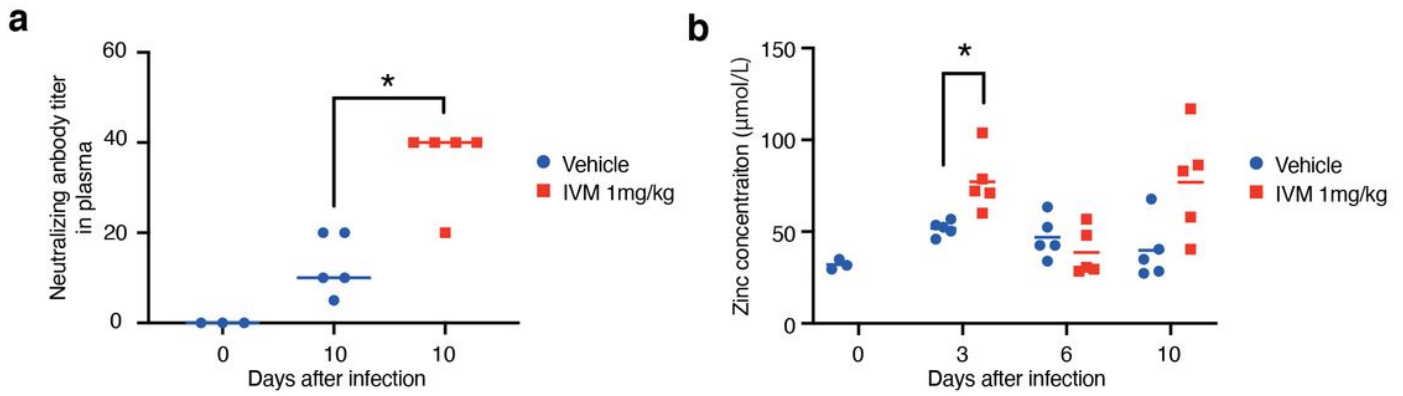 a
60
40
20
0
Neutralizing anbody titer
in plasma
*
0
10
10
Days after infection
Vehicle
IVM 1mg/kg
b
150
100
50
0
Zinc concentraiton (µmol/L)
*
0
3
6
10
Days after infection
Vehicle
IVM 1mg/kg